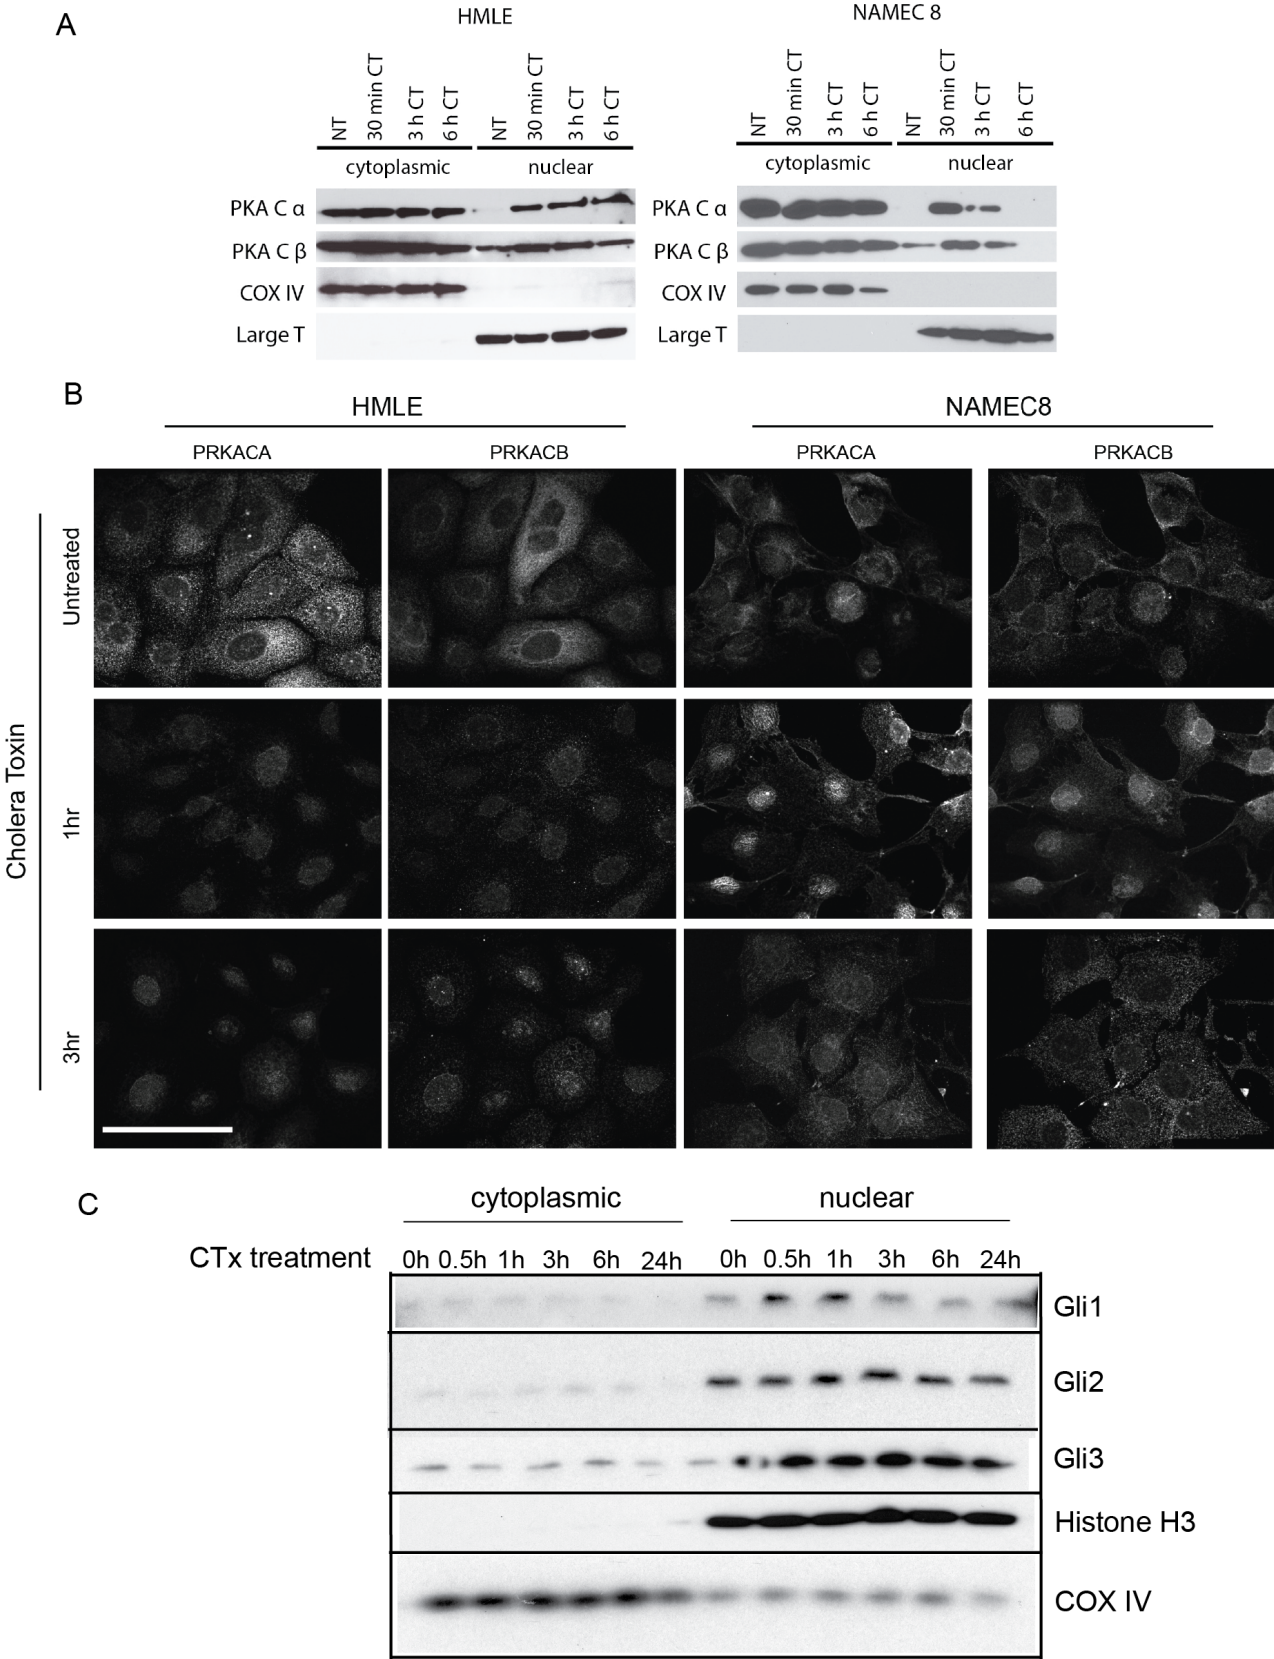 A
HMLE
NAMEC 8
NT 30 min CT 3 h CT 6 h CT NT 30 min CT 3 h CT 6 h CT
NT 30 min CT 3 h CT 6 h CT NT 30 min CT 3 h CT 6 h CT
cytoplasmic nuclear
cytoplasmic nuclear
PKA C α
PKA C β
COX IV
Large T
PKA C α
PKA C β
COX IV
Large T
B
HMLE
NAMEC8
PRKACA PRKACB PRKACA PRKACB
Cholera Toxin
Untreated
1hr
3hr
C
cytoplasmic nuclear
CTx treatment 0h 0.5h 1h 3h 6h 24h 0h 0.5h 1h 3h 6h 24h
Gli1
Gli2
Gli3
Histone H3
COX IV